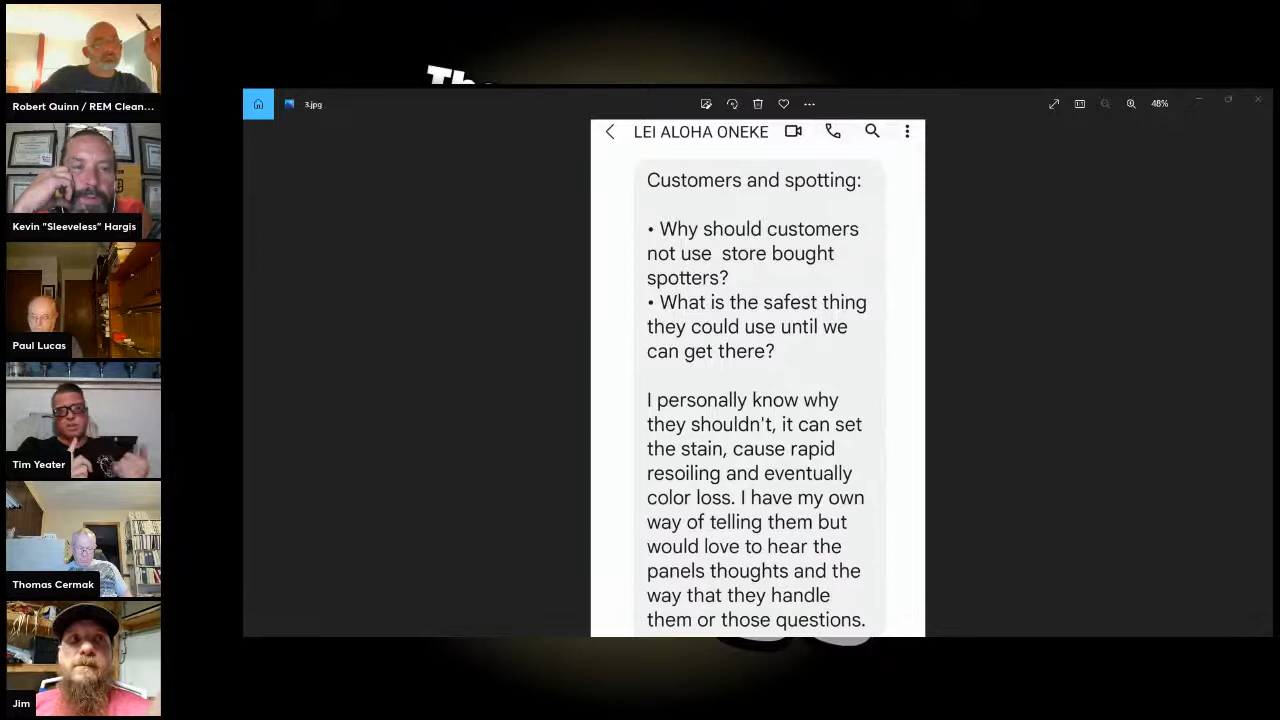 Robert Quinn / REM Clean...
Kevin "Sleeveless" Hargis
Paul Lucas
Tim Yeater
Thomas Cermak
Jim
The
3.jpg
48%
LEI ALOHA ONEKE
Customers and spotting:
• Why should customers
not use store bought
spotters?
• What is the safest thing
they could use until we
can get there?
I personally know why
they shouldn't, it can set
the stain, cause rapid
resoiling and eventually
color loss. I have my own
way of telling them but
would love to hear the
panels thoughts and the
way that they handle
them or those questions.